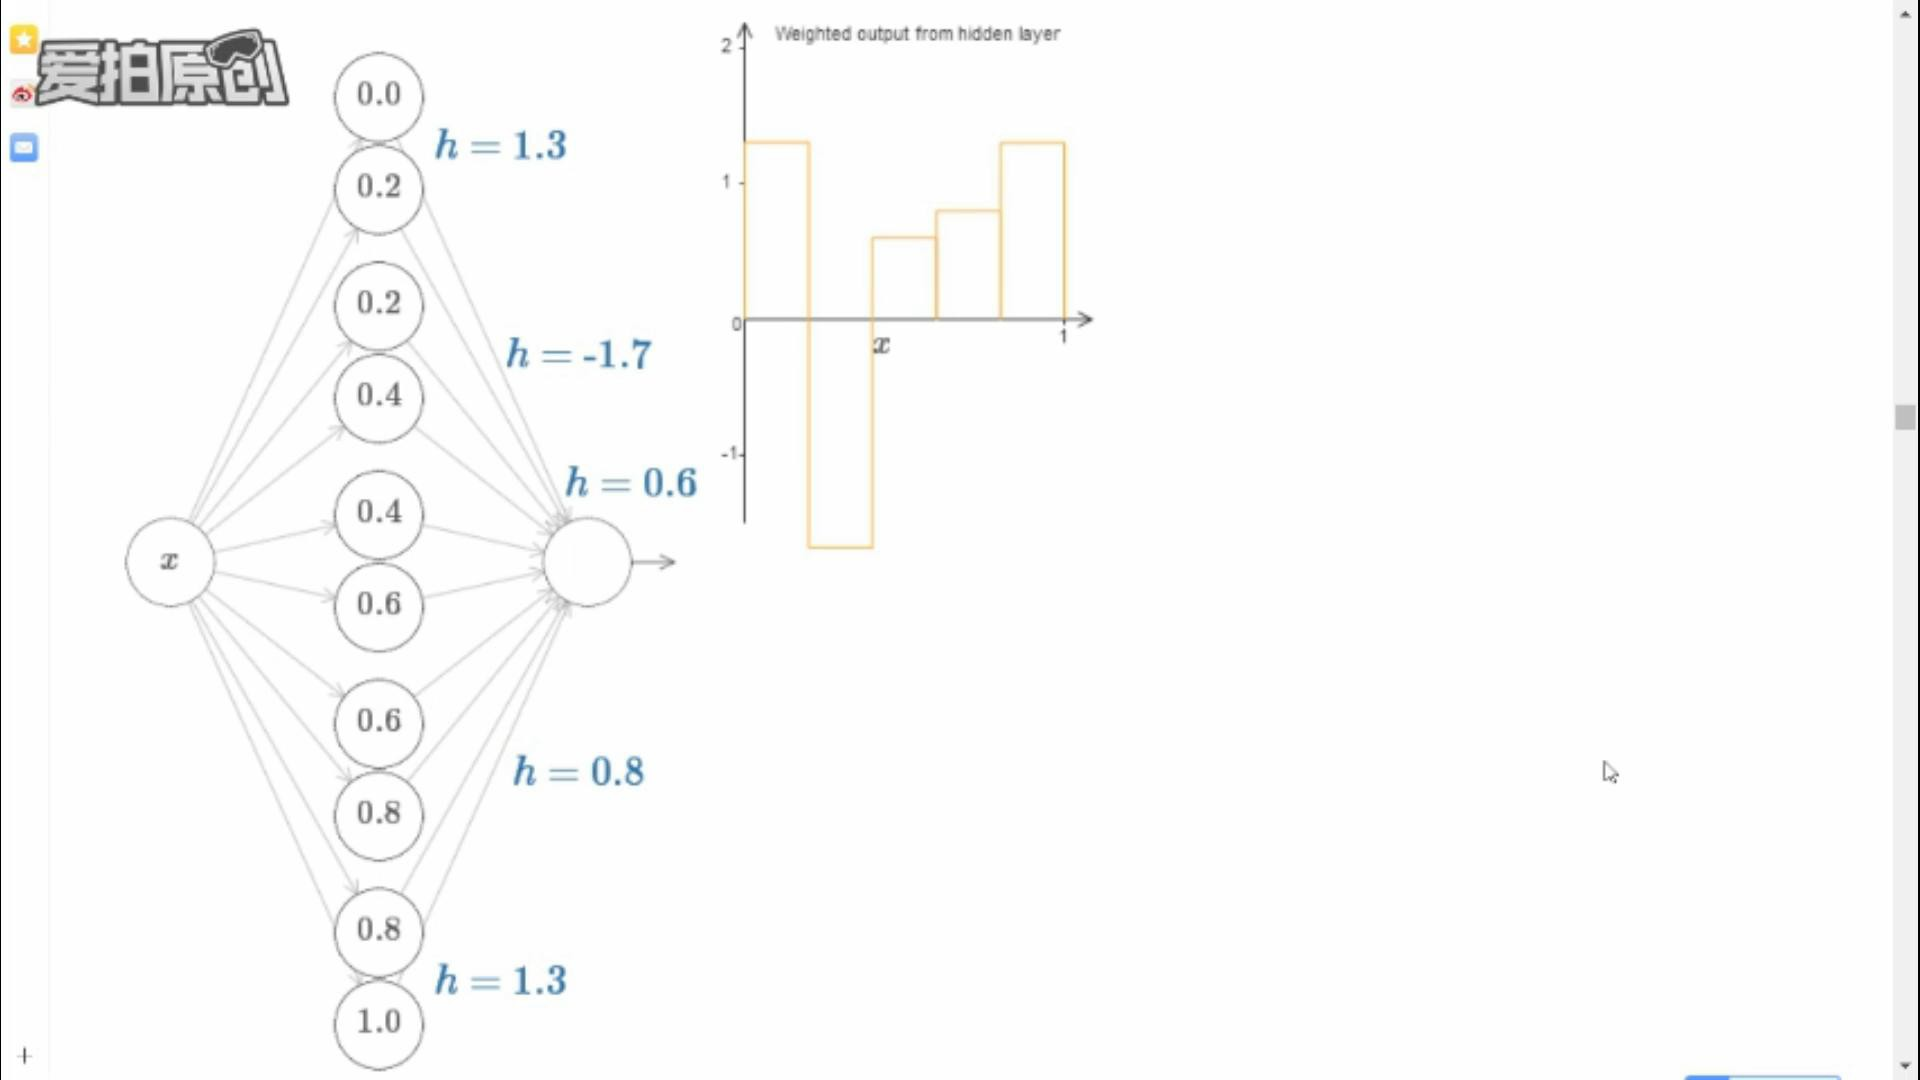 爱拍原创
0.0
h = 1.3
0.2
0.2
h = -1.7
0.4
h = 0.6
0.4
x
0.6
0.6
h = 0.8
0.8
0.8
h = 1.3
1.0
Weighted output from hidden layer
2
1
0
x
1
-1